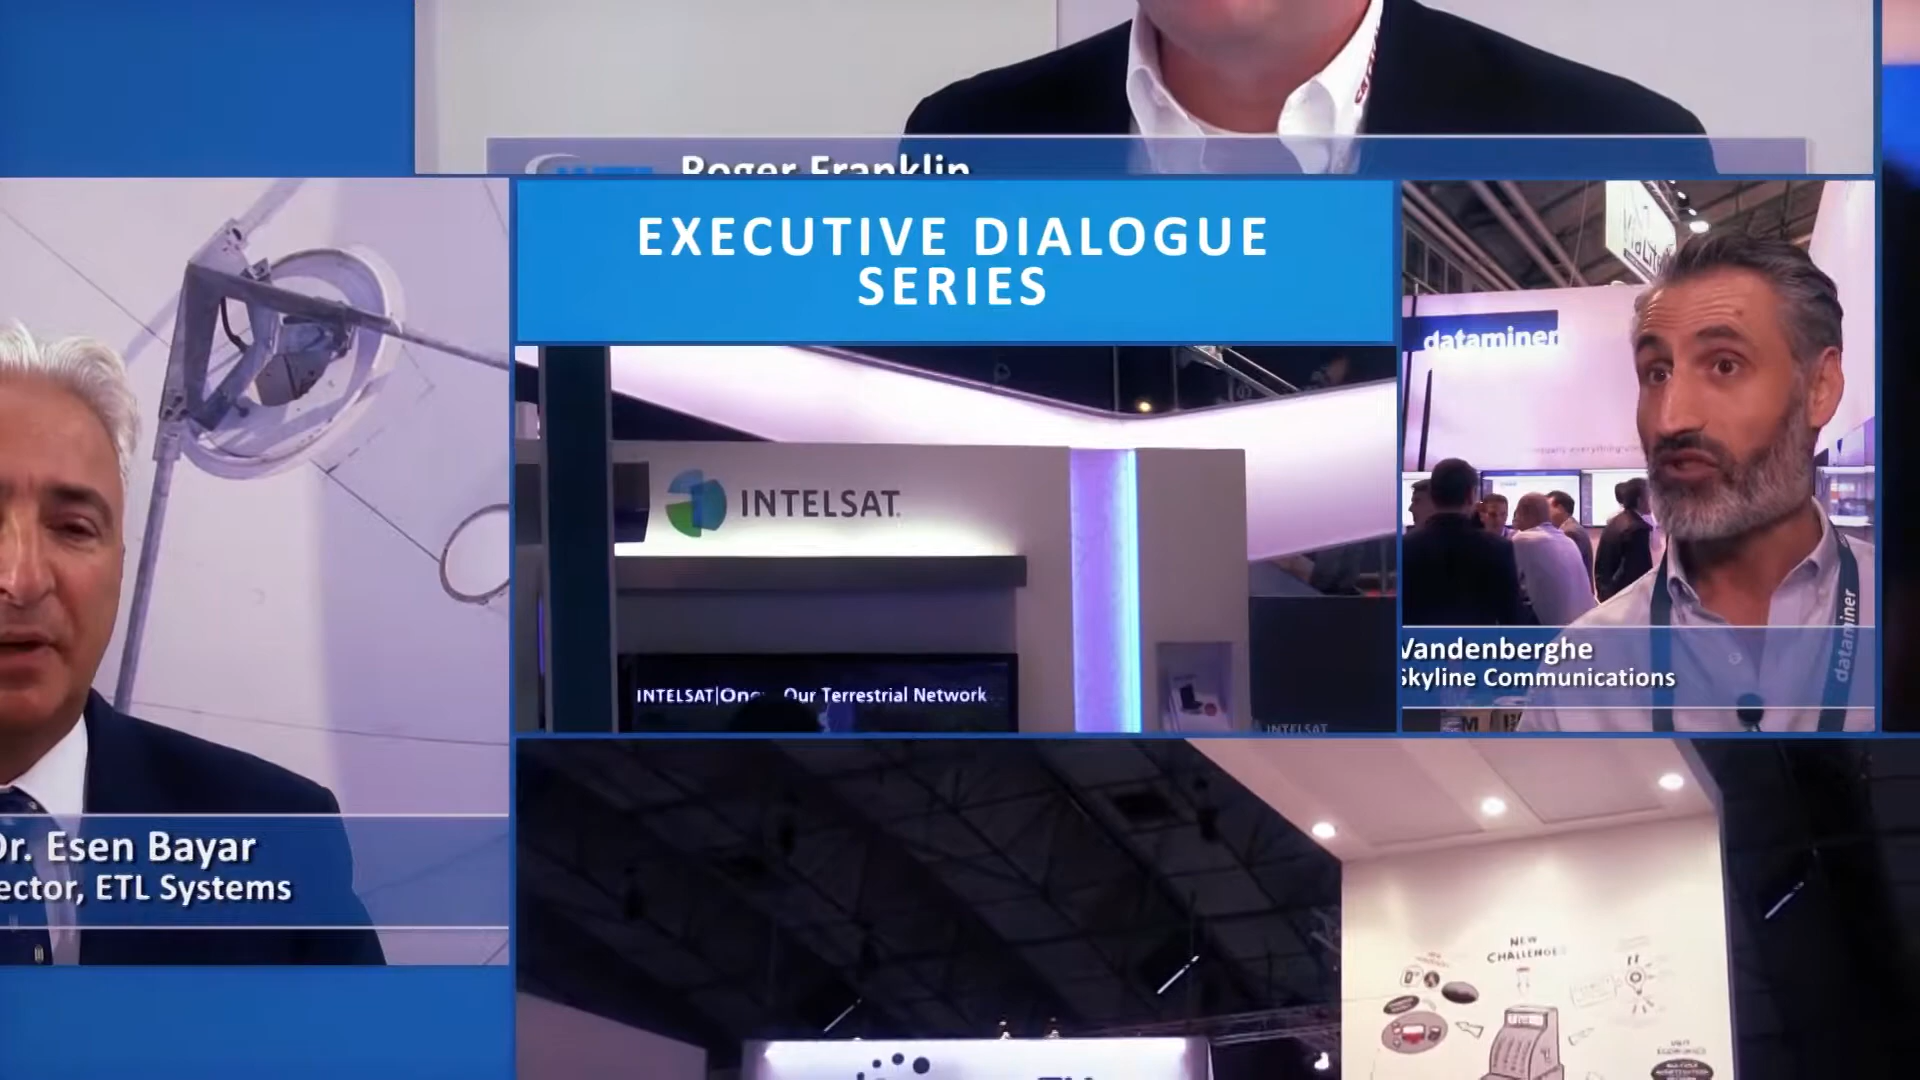 Roger Franklin
EXECUTIVE DIALOGUE
SERIES
dataminer
INTELSAT
Vandenberghe
Skyline Communications
dataminer
INTELSAT|One
Our Terrestrial Network
INTELSAT
Dr. Esen Bayar
ector, ETL Systems
NEW
CHALLENGES